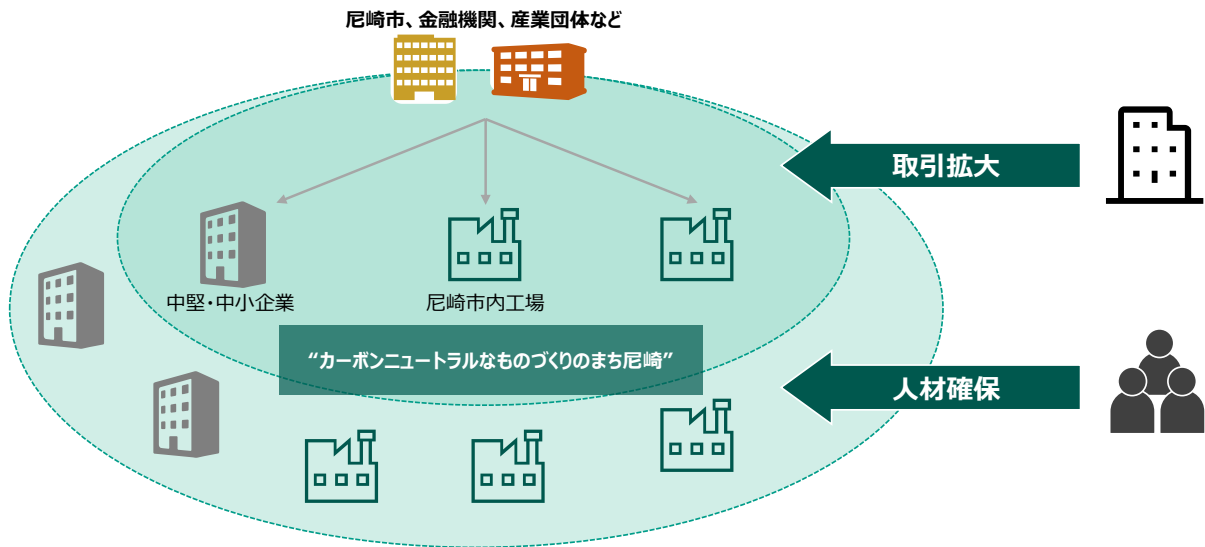 尼崎市、金融機関、産業団体など
取引拡大
中堅・中小企業
尼崎市内工場
“カーボンニュートラルなものづくりのまち尼崎”
人材確保